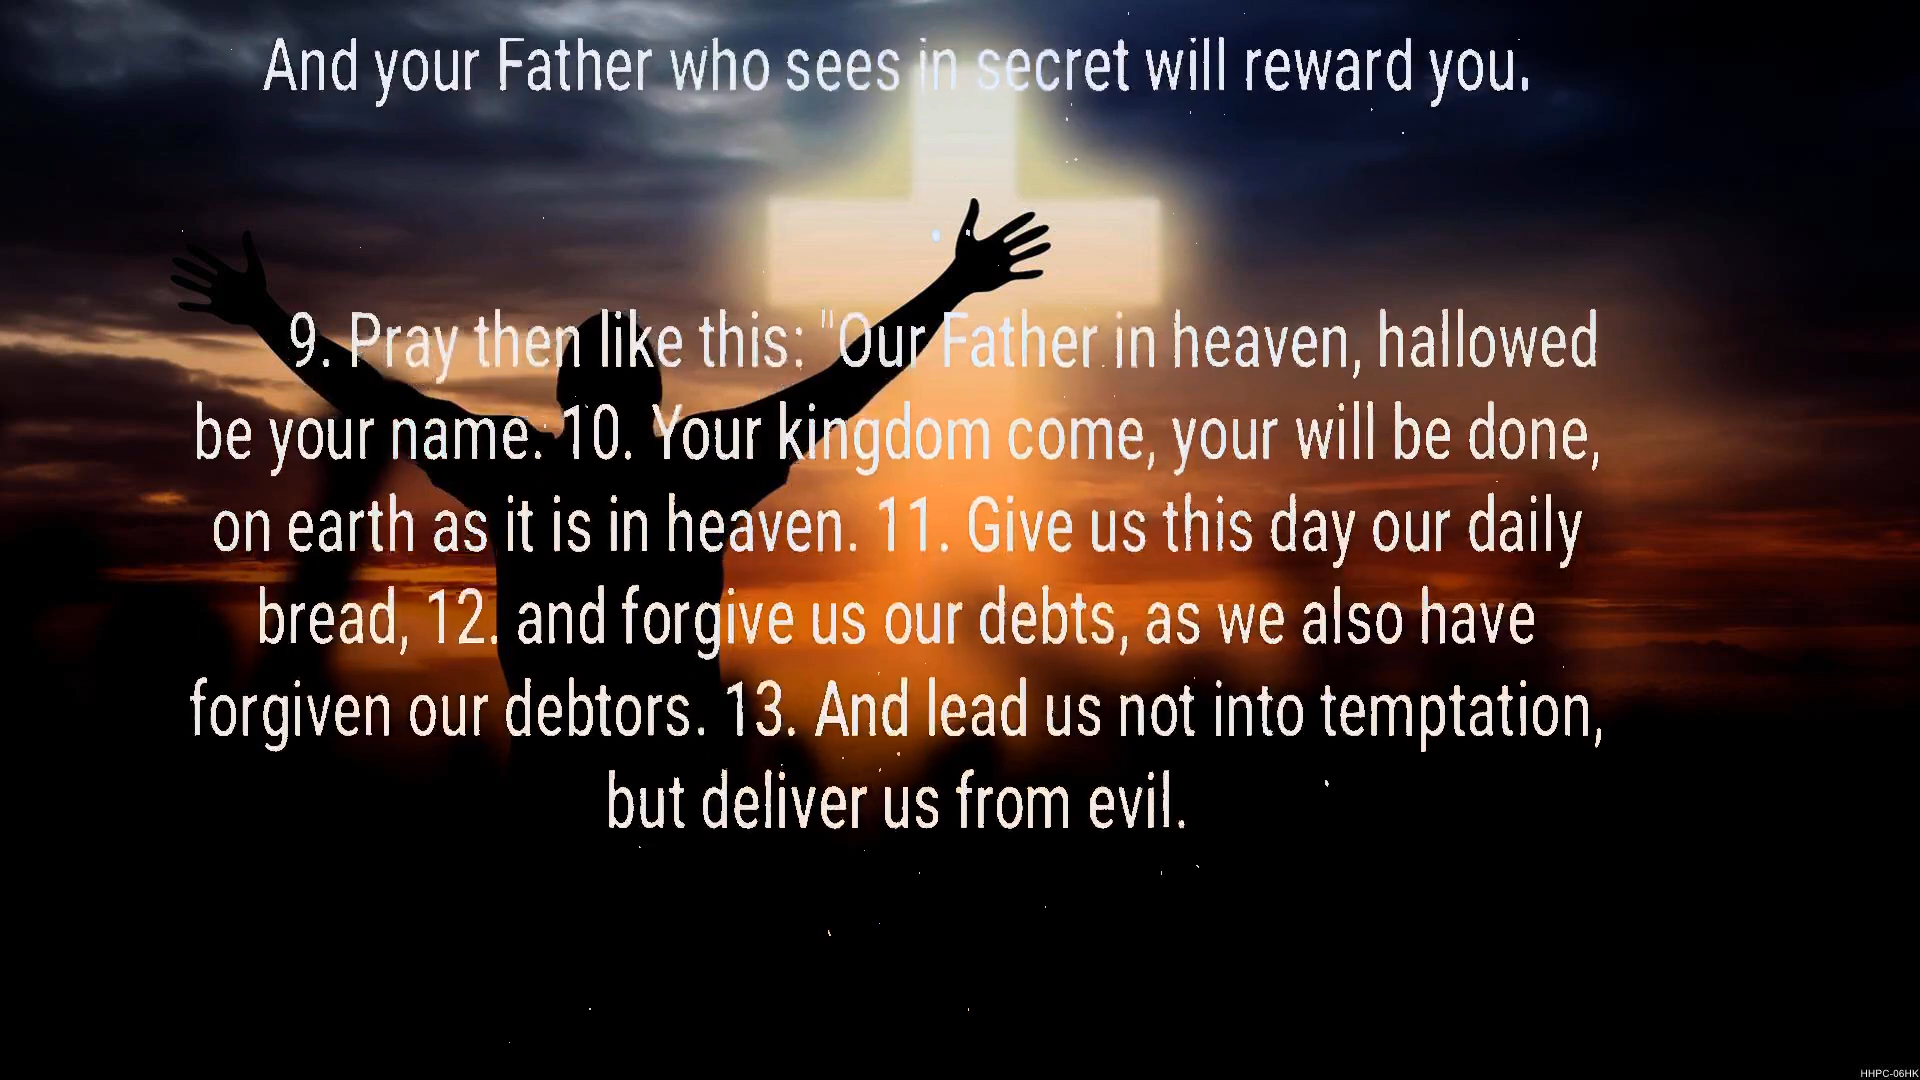 And your Father who sees in secret will reward you.
9. Pray then like this: "Our Father in heaven, hallowed
be your name. 10. Your kingdom come, your will be done,
on earth as it is in heaven. 11. Give us this day our daily
bread, 12. and forgive us our debts, as we also have
forgiven our debtors. 13. And lead us not into temptation,
but deliver us from evil.
HHPC-06HK